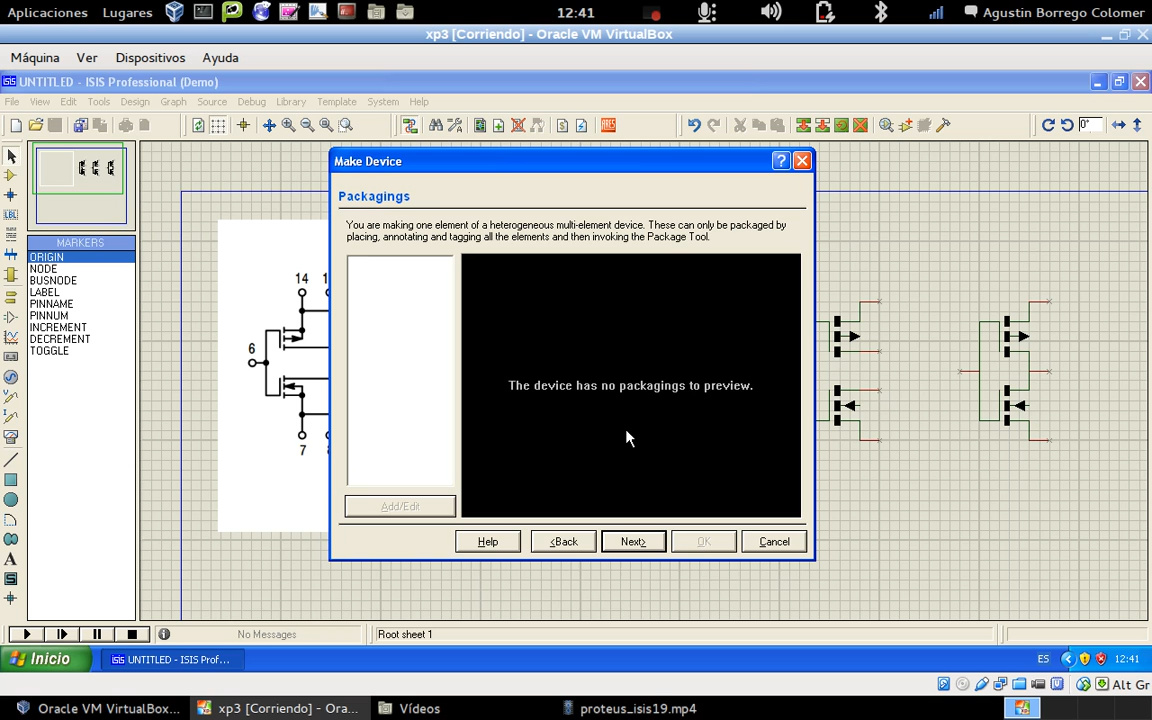 Aplicaciones Lugares 12:41 Agustin Borrego Colomer
xp3 [Corriendo] - Oracle VM VirtualBox
Máquina Ver Dispositivos Ayuda
UNTITLED - ISIS Professional (Demo)
File View Edit Tools Design Graph Source Debug Library Template System Help
0°
LBL
MARKERS
ORIGIN
NODE
BUSNODE
LABEL
PINNAME
PINNUM
INCREMENT
DECREMENT
TOGGLE
A
S
14 1
6
7
Make Device
Packagings
You are making one element of a heterogeneous multi-element device. These can only be packaged by
placing, annotating and tagging all the elements and then invoking the Package Tool.
The device has no packagings to preview.
Add/Edit
Help <Back Next> OK Cancel
No Messages Root sheet 1
Inicio UNTITLED - ISIS Prof... ES 12:41
Alt Gr
Oracle VM VirtualBox... xp3 [Corriendo] - Ora... Vídeos proteus_isis19.mp4